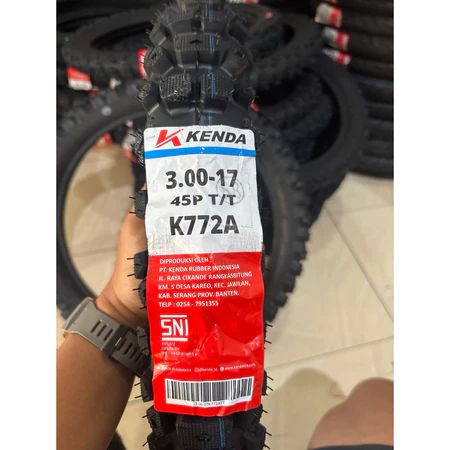 KENDA
3.00-17
45P T/T
K772A
DIPRODUKSI OLEH :
PT. KENDA RUBBER INDONESIA
JL. RAYA CIKANDE RANGKASBITUNG
KM. 5 DESA KAREO, KEC. JAWILAN,
KAB. SERANG PROV. BANTEN.
TELP : 0254 - 7951355
SNI